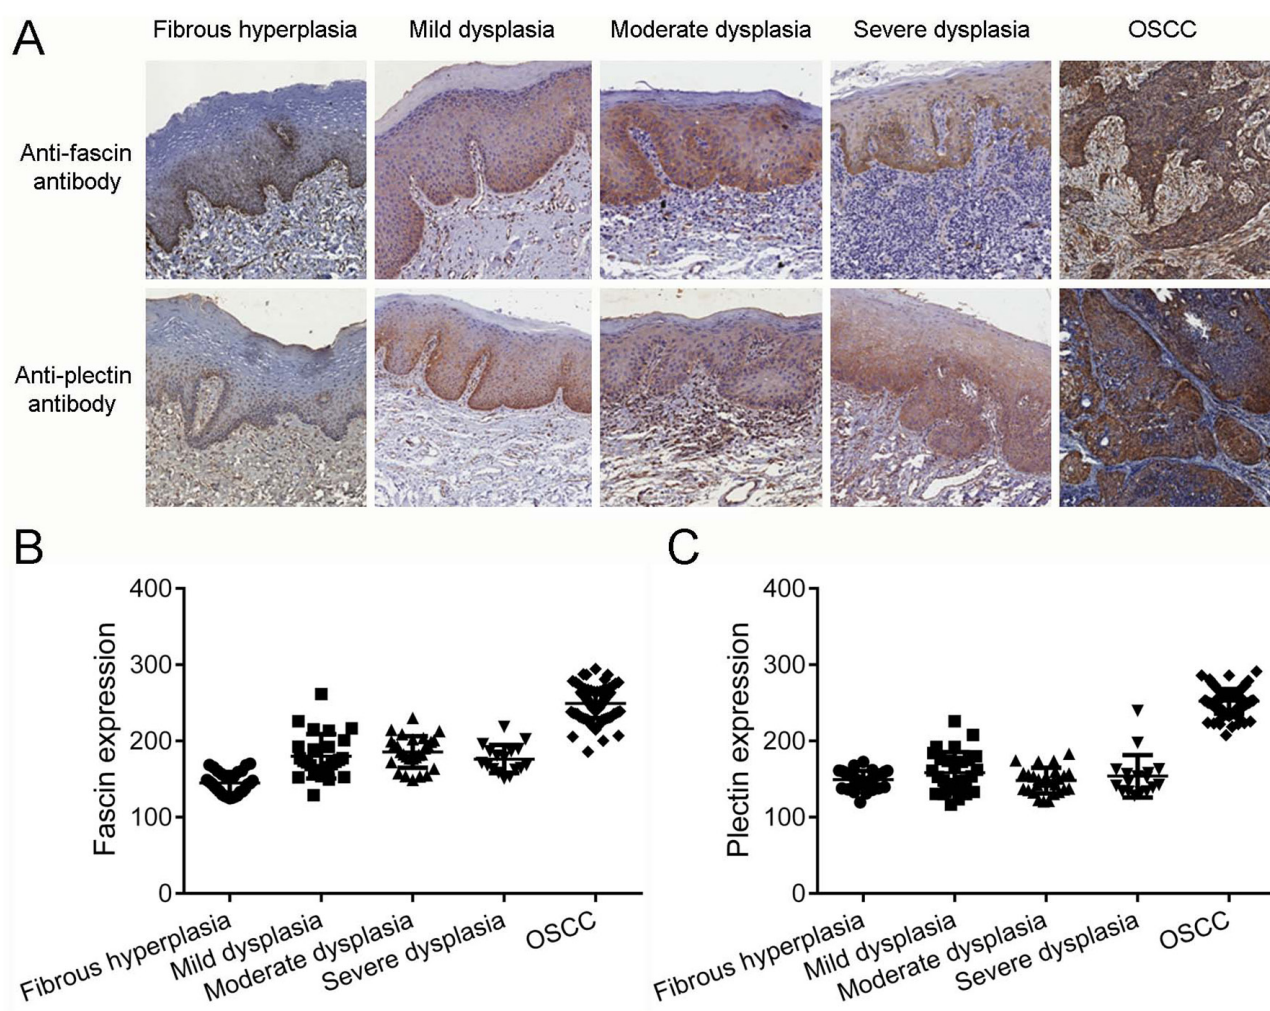 A
Fibrous hyperplasia
Mild dysplasia
Moderate dysplasia
Severe dysplasia
OSCC
Anti-fascin
antibody
Anti-plectin
antibody
B
Fascin expression
400
300
200
100
0
Fibrous hyperplasia
Mild dysplasia
Moderate dysplasia
Severe dysplasia
OSCC
C
Plectin expression
400
300
200
100
0
Fibrous hyperplasia
Mild dysplasia
Moderate dysplasia
Severe dysplasia
OSCC